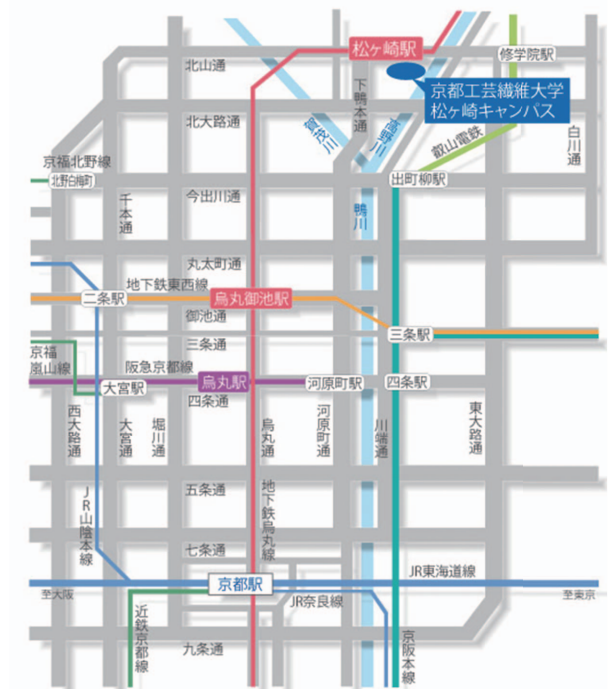 松ヶ崎駅
修学院駅
北山通
京都工芸繊維大学
松ヶ崎キャンパス
下鴨本通
高野川
賀茂川
北大路通
叡山電鉄
白川通
京福北野線
北野白梅町
出町柳駅
今出川通
千本通
鴨川
丸太町通
地下鉄東西線
二条駅
烏丸御池駅
御池通
三条駅
三条通
京福
嵐山線
阪急京都線
大宮駅
烏丸駅
河原町駅
四条駅
四条通
西大路通
大宮通
堀川通
烏丸通
河原町通
川端通
東大路通
五条通
地下鉄烏丸線
JR山陰本線
七条通
京都駅
JR東海道線
至大阪
JR奈良線
至東京
近鉄京都線
九条通
京阪本線